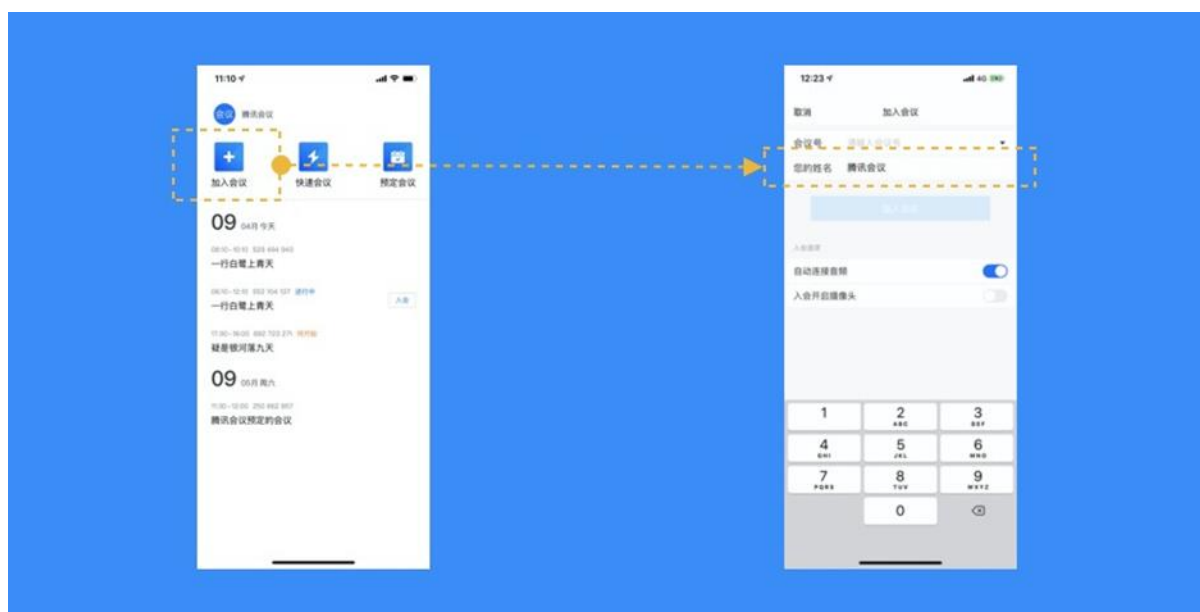 11:10
会议 腾讯会议
加入会议 快速会议 预定会议
09 04月 今天
一行白鹭上青天
进行中
一行白鹭上青天
入会
疑是银河落九天
09 05月 周六
腾讯会议预定的会议
12:23 4G
取消 加入会议
会议号 请输入会议号
您的姓名 腾讯会议
加入会议
自动连接音频
入会开启摄像头
1
2 ABC
3 DEF
4 GHI
5 JKL
6 MNO
7 PQRS
8 TUV
9 WXYZ
0